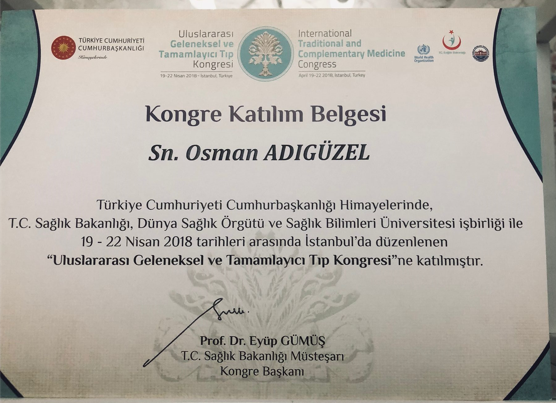 TÜRKİYE CUMHURİYETİ
CUMHURBAŞKANLIĞI
Himayelerinde
Uluslararası
Geleneksel ve
Tamamlayıcı Tıp
Kongresi
19-22 Nisan 2018 - İstanbul, Türkiye
International
Traditional and
Complementary Medicine
Congress
April 19-22 2018, Istanbul, Turkey
World Health
Organization
Kongre Katılım Belgesi
Sn. Osman ADIGÜZEL
Türkiye Cumhuriyeti Cumhurbaşkanlığı Himayelerinde,
T.C. Sağlık Bakanlığı, Dünya Sağlık Örgütü ve Sağlık Bilimleri Üniversitesi işbirliği ile
19 - 22 Nisan 2018 tarihleri arasında İstanbul'da düzenlenen
“Uluslararası Geleneksel ve Tamamlayıcı Tıp Kongresi”ne katılmıştır.
Prof. Dr. Eyüp GÜMÜŞ
T.C. Sağlık Bakanlığı Müsteşarı
Kongre Başkanı